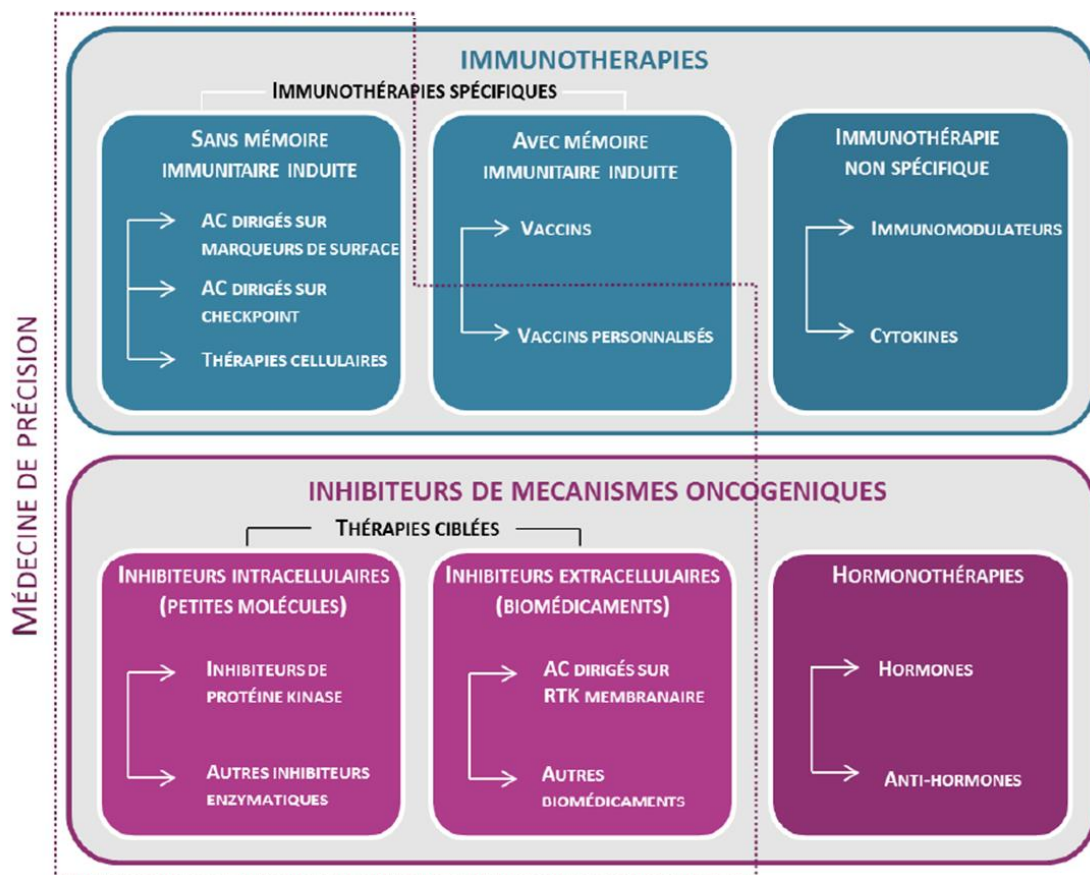 IMMUNOTHERAPIES
IMMUNOTHÉRAPIES SPÉCIFIQUES
SANS MÉMOIRE
IMMUNITAIRE INDUITE
AC DIRIGÉS SUR
MARQUEURS DE SURFACE
AC DIRIGÉS SUR
CHECKPOINT
THÉRAPIES CELLULAIRES
AVEC MÉMOIRE
IMMUNITAIRE INDUITE
VACCINS
VACCINS PERSONNALISÉS
IMMUNOTHÉRAPIE
NON SPÉCIFIQUE
IMMUNOMODULATEURS
CYTOKINES
MÉDECINE DE PRÉCISION
INHIBITEURS DE MECANISMES ONCOGENIQUES
THÉRAPIES CIBLÉES
INHIBITEURS INTRACELLULAIRES
(PETITES MOLÉCULES)
INHIBITEURS DE
PROTÉINE KINASE
AUTRES INHIBITEURS
ENZYMATIQUES
INHIBITEURS EXTRACELLULAIRES
(BIOMÉDICAMENTS)
AC DIRIGÉS SUR
RTK MEMBRANAIRE
AUTRES
BIOMÉDICAMENTS
HORMONOTHÉRAPIES
HORMONES
ANTI-HORMONES